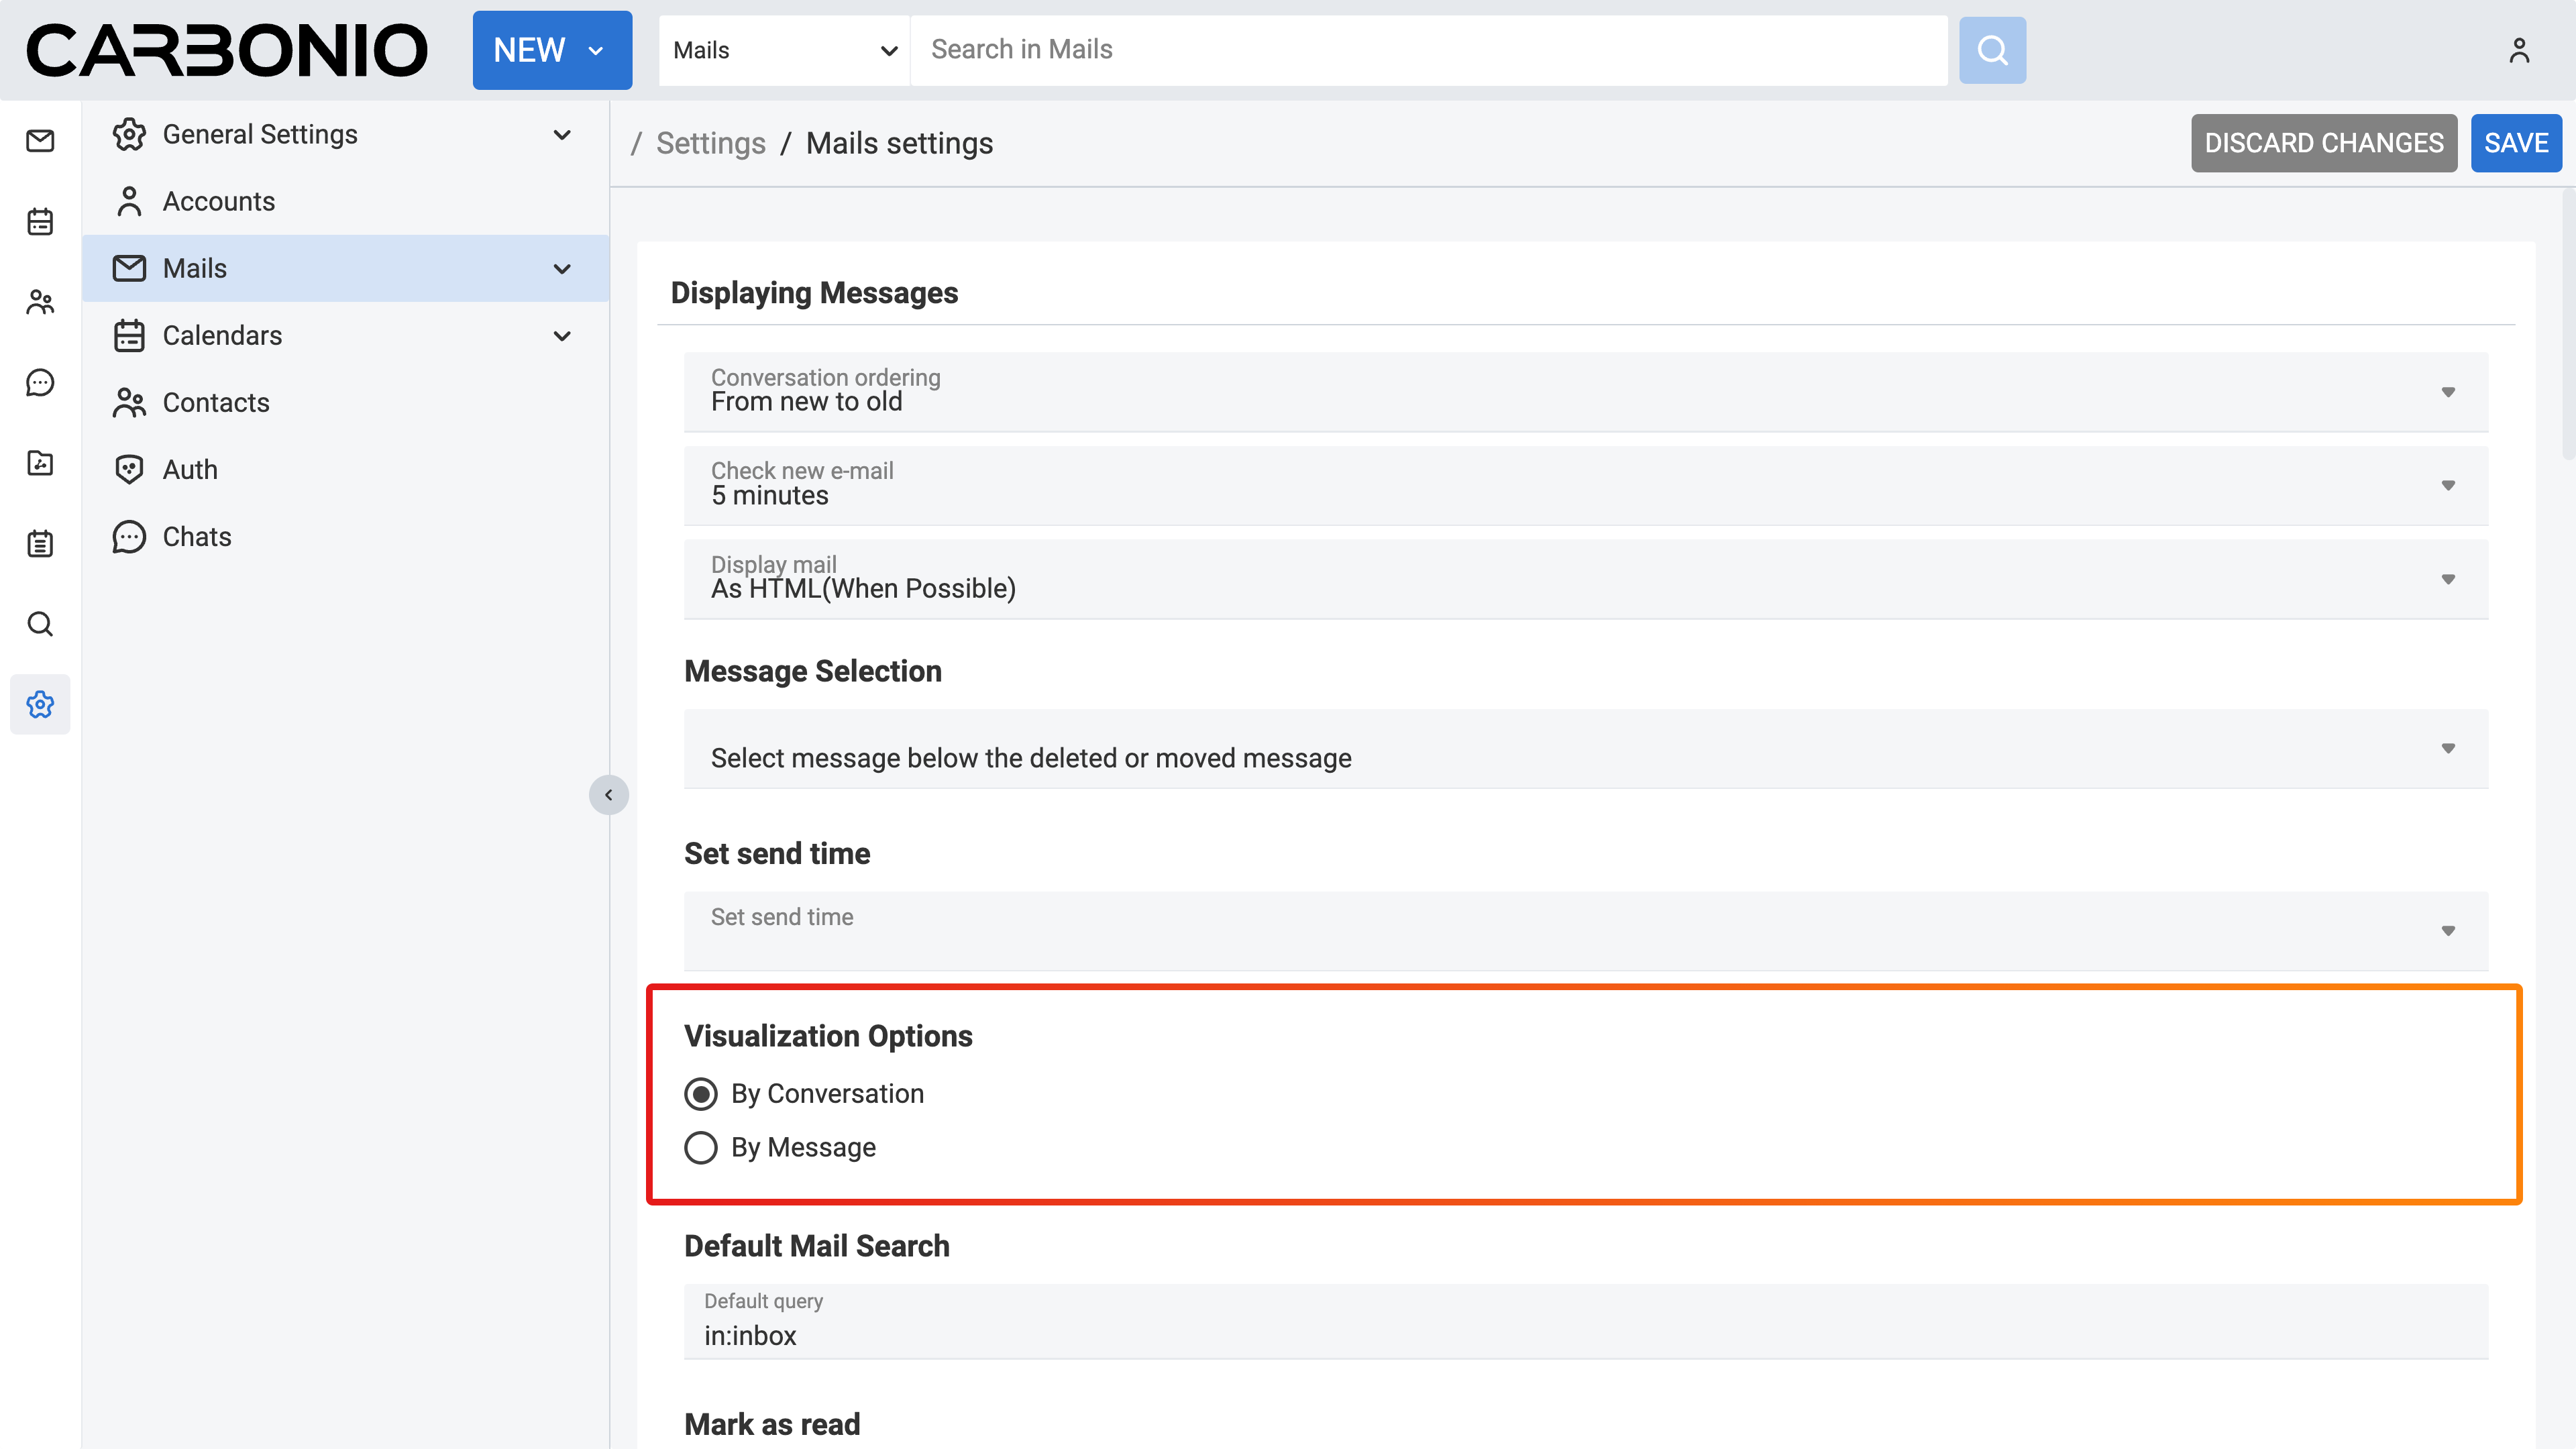 CARBONIO
NEW
Mails
Search in Mails
General Settings
Accounts
Mails
Calendars
Contacts
Auth
Chats
/ Settings / Mails settings
DISCARD CHANGES
SAVE
Displaying Messages
Conversation ordering
From new to old
Check new e-mail
5 minutes
Display mail
As HTML(When Possible)
Message Selection
Select message below the deleted or moved message
Set send time
Set send time
Visualization Options
By Conversation
By Message
Default Mail Search
Default query
in:inbox
Mark as read